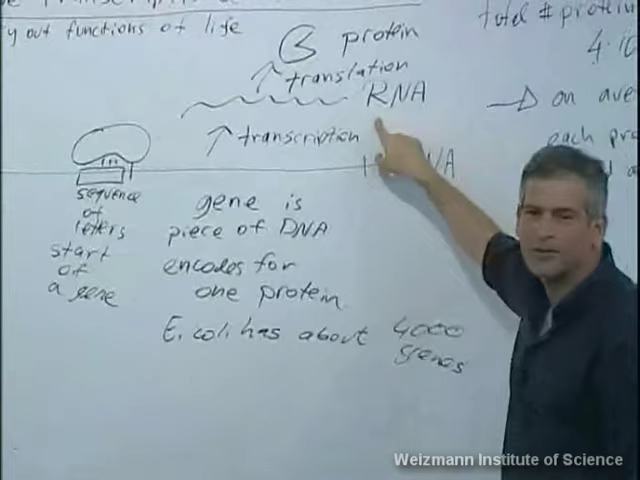 y out functions of life
total # protein
protein
4·10
translation
RNA
on ave
transcription
each pro
sequence
of
letters
start
of
a gene
gene is
piece of DNA
encodes for
one protein
E. coli has about 4000
genes
Weizmann Institute of Science